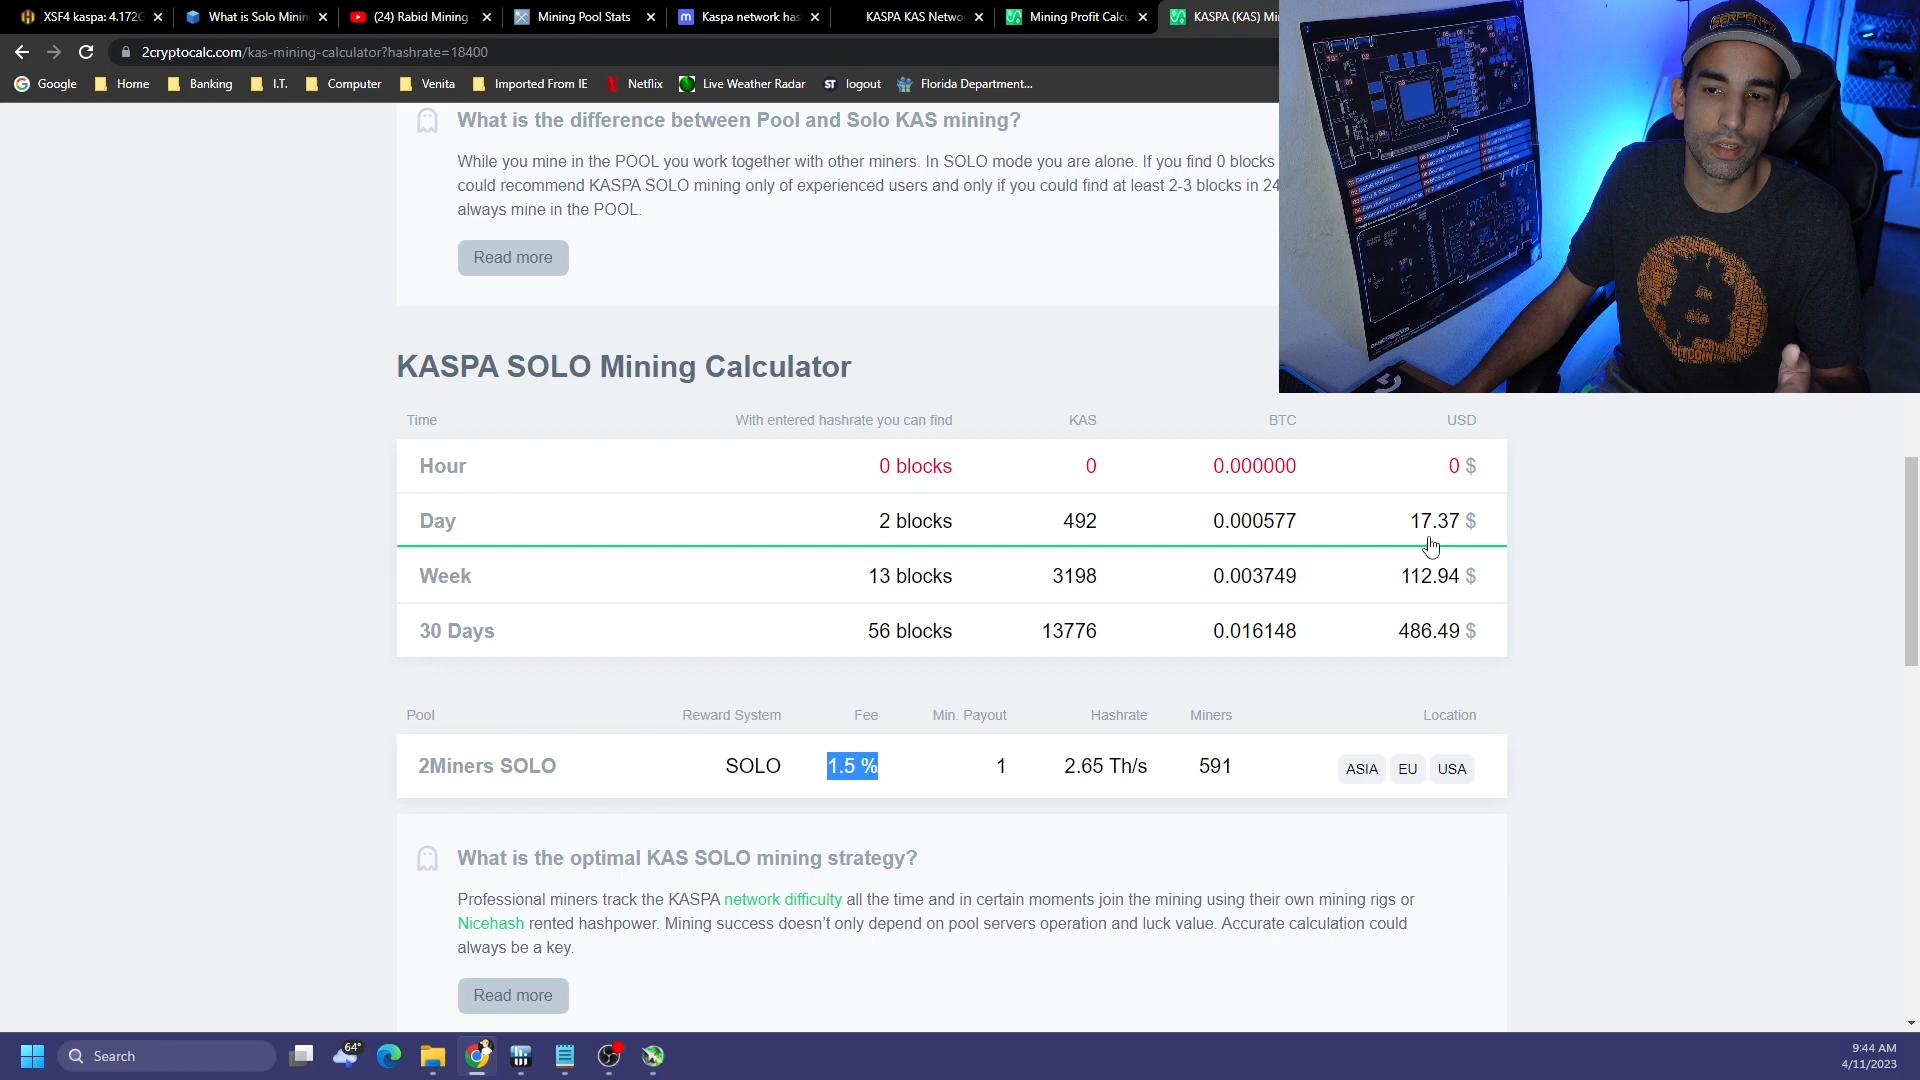 XSF4 kaspa: 4.172G
What is Solo Minin
(24) Rabid Mining
Mining Pool Stats
Kaspa network has
KASPA KAS Netwo
Mining Profit Calcu
KASPA (KAS) Mi
2cryptocalc.com/kas-mining-calculator?hashrate=18400
Google
Home
Banking
I.T.
Computer
Venita
Imported From IE
Netflix
Live Weather Radar
ST logout
Florida Department...
What is the difference between Pool and Solo KAS mining?
While you mine in the POOL you work together with other miners. In SOLO mode you are alone. If you find 0 blocks
could recommend KASPA SOLO mining only of experienced users and only if you could find at least 2-3 blocks in 24
always mine in the POOL.
Read more
SERPENT
BITCOIN
KASPA SOLO Mining Calculator
Time With entered hashrate you can find KAS BTC USD
Hour 0 blocks 0 0.000000 0 $
Day 2 blocks 492 0.000577 17.37 $
Week 13 blocks 3198 0.003749 112.94 $
30 Days 56 blocks 13776 0.016148 486.49 $
Pool Reward System Fee Min. Payout Hashrate Miners Location
2Miners SOLO SOLO 1.5 % 1 2.65 Th/s 591 ASIA EU USA
What is the optimal KAS SOLO mining strategy?
Professional miners track the KASPA network difficulty all the time and in certain moments join the mining using their own mining rigs or
Nicehash rented hashpower. Mining success doesn't only depend on pool servers operation and luck value. Accurate calculation could
always be a key.
Read more
Search
64°
9:44 AM
4/11/2023